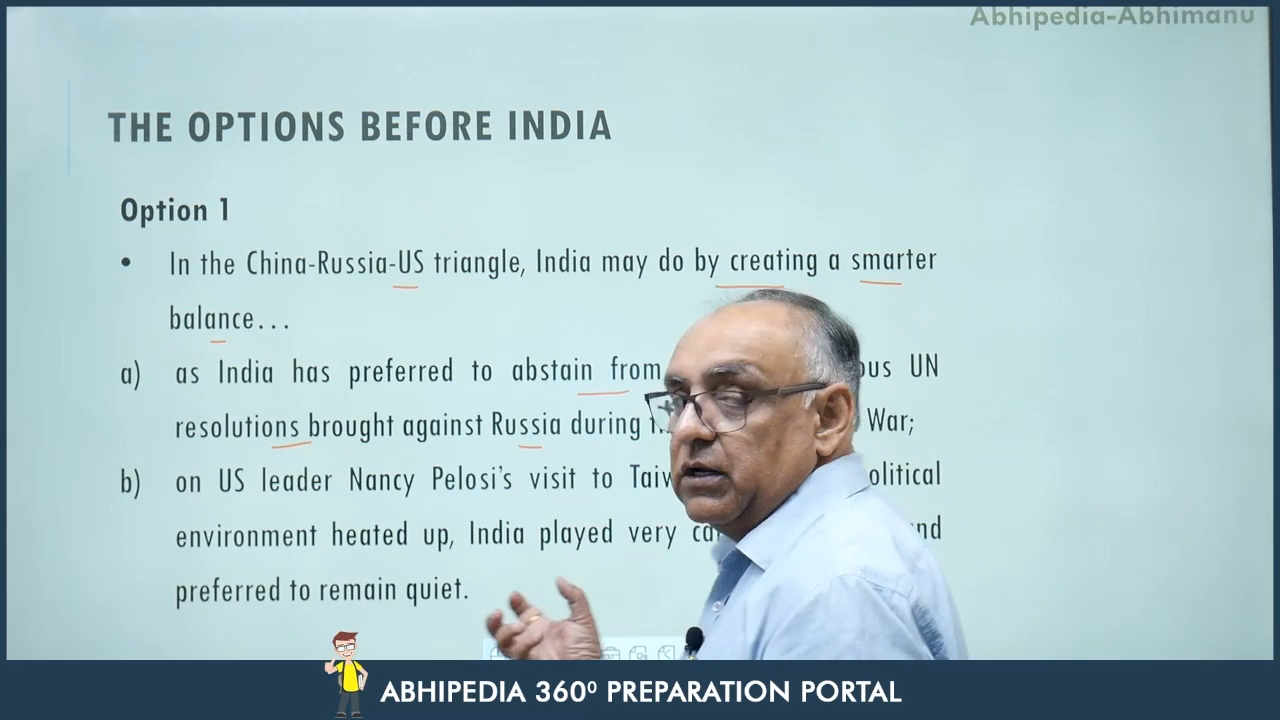 Abhipedia-Abhimanu
THE OPTIONS BEFORE INDIA
Option 1
• In the China-Russia-US triangle, India may do by creating a smarter
balance...
a) as India has preferred to abstain from UN
resolutions brought against Russia during War;
b) on US leader Nancy Pelosi's visit to
environment heated up, India played very
preferred to remain quiet.
ABHIPEDIA 360⁰ PREPARATION PORTAL